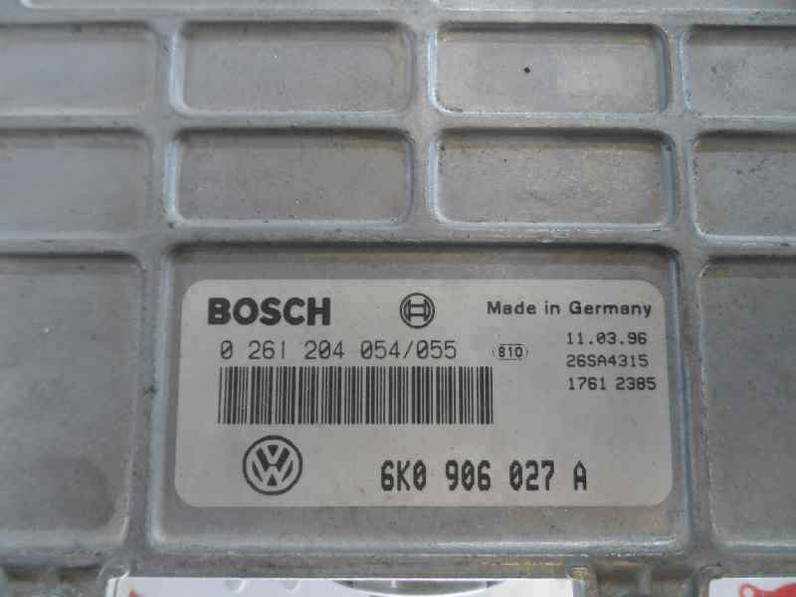 BOSCH
Made in Germany
0 261 204 054/055
810
11.03.96
26SA4315
1761 2385
VW
6K0 906 027 A